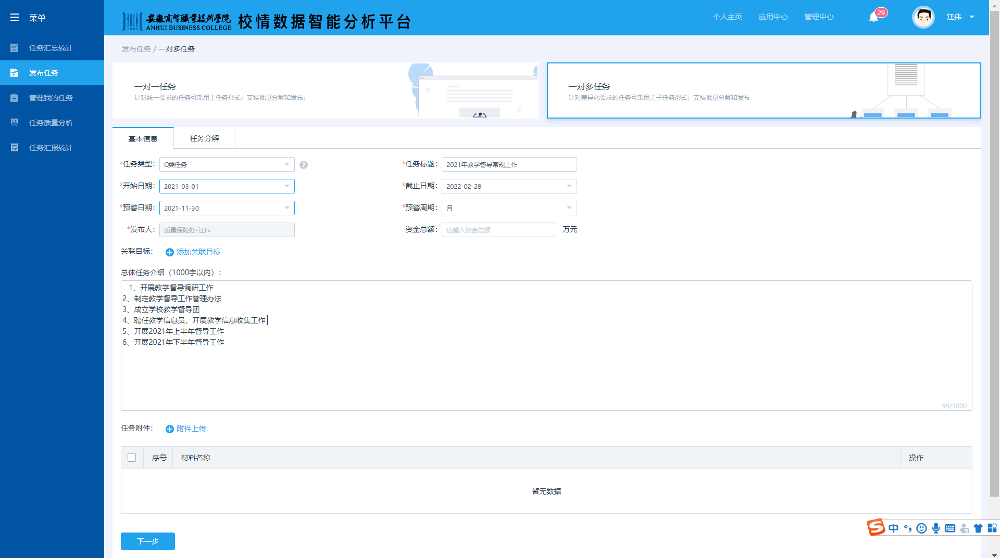 菜单
任务汇总统计
发布任务
管理我的任务
任务质量分析
任务汇报统计
安徽商贸職業技術學院
ANHUI BUSINESS COLLEGE
校情数据智能分析平台
个人主页
应用中心
管理中心
29
汪伟
发布任务 / 一对多任务
一对一任务
针对统一要求的任务可采用主任务形式；支持批量分解和发布；
一对多任务
针对差异化要求的任务可采用主子任务形式；支持批量分解和发布
基本信息
任务分解
*任务类型： C类任务 ?
*任务标题： 2021年教学督导常规工作
*开始日期： 2021-03-01
*截止日期： 2022-02-28
*预警日期： 2021-11-30
*预警周期： 月
*发布人： 质量保障处-汪伟
资金总额： 请输入资金总额 万元
关联目标： 添加关联目标
总体任务介绍（1000字以内）：
1、开展教学督导调研工作
2、制定教学督导工作管理办法
3、成立学校教学督导团
4、聘任教学信息员，开展教学信息收集工作
5、开展2021年上半年督导工作
6、开展2021年下半年督导工作
99/1000
任务附件： 附件上传
序号 材料名称 操作
暂无数据
下一步
S 中